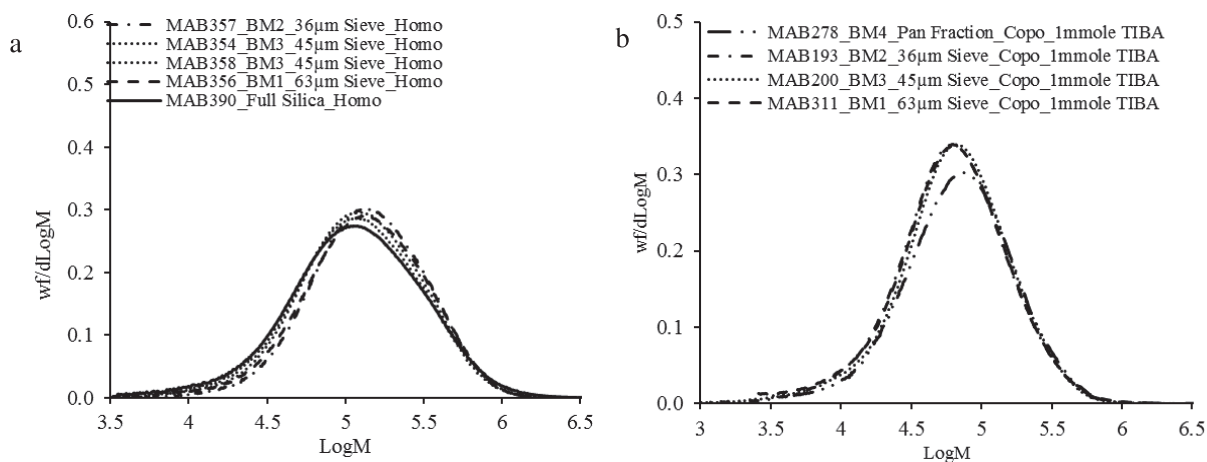 a
MAB357_BM2_36µm Sieve_Homo
MAB354_BM3_45µm Sieve_Homo
MAB358_BM3_45µm Sieve_Homo
MAB356_BM1_63µm Sieve_Homo
MAB390_Full Silica_Homo
wf/dLogM
0.6
0.5
0.4
0.3
0.2
0.1
0.0
3.5 4 4.5 5 5.5 6 6.5
LogM
b
MAB278_BM4_Pan Fraction_Copo_1mmole TIBA
MAB193_BM2_36µm Sieve_Copo_1mmole TIBA
MAB200_BM3_45µm Sieve_Copo_1mmole TIBA
MAB311_BM1_63µm Sieve_Copo_1mmole TIBA
wf/dLogM
0.5
0.4
0.3
0.2
0.1
0.0
3 3.5 4 4.5 5 5.5 6 6.5
LogM